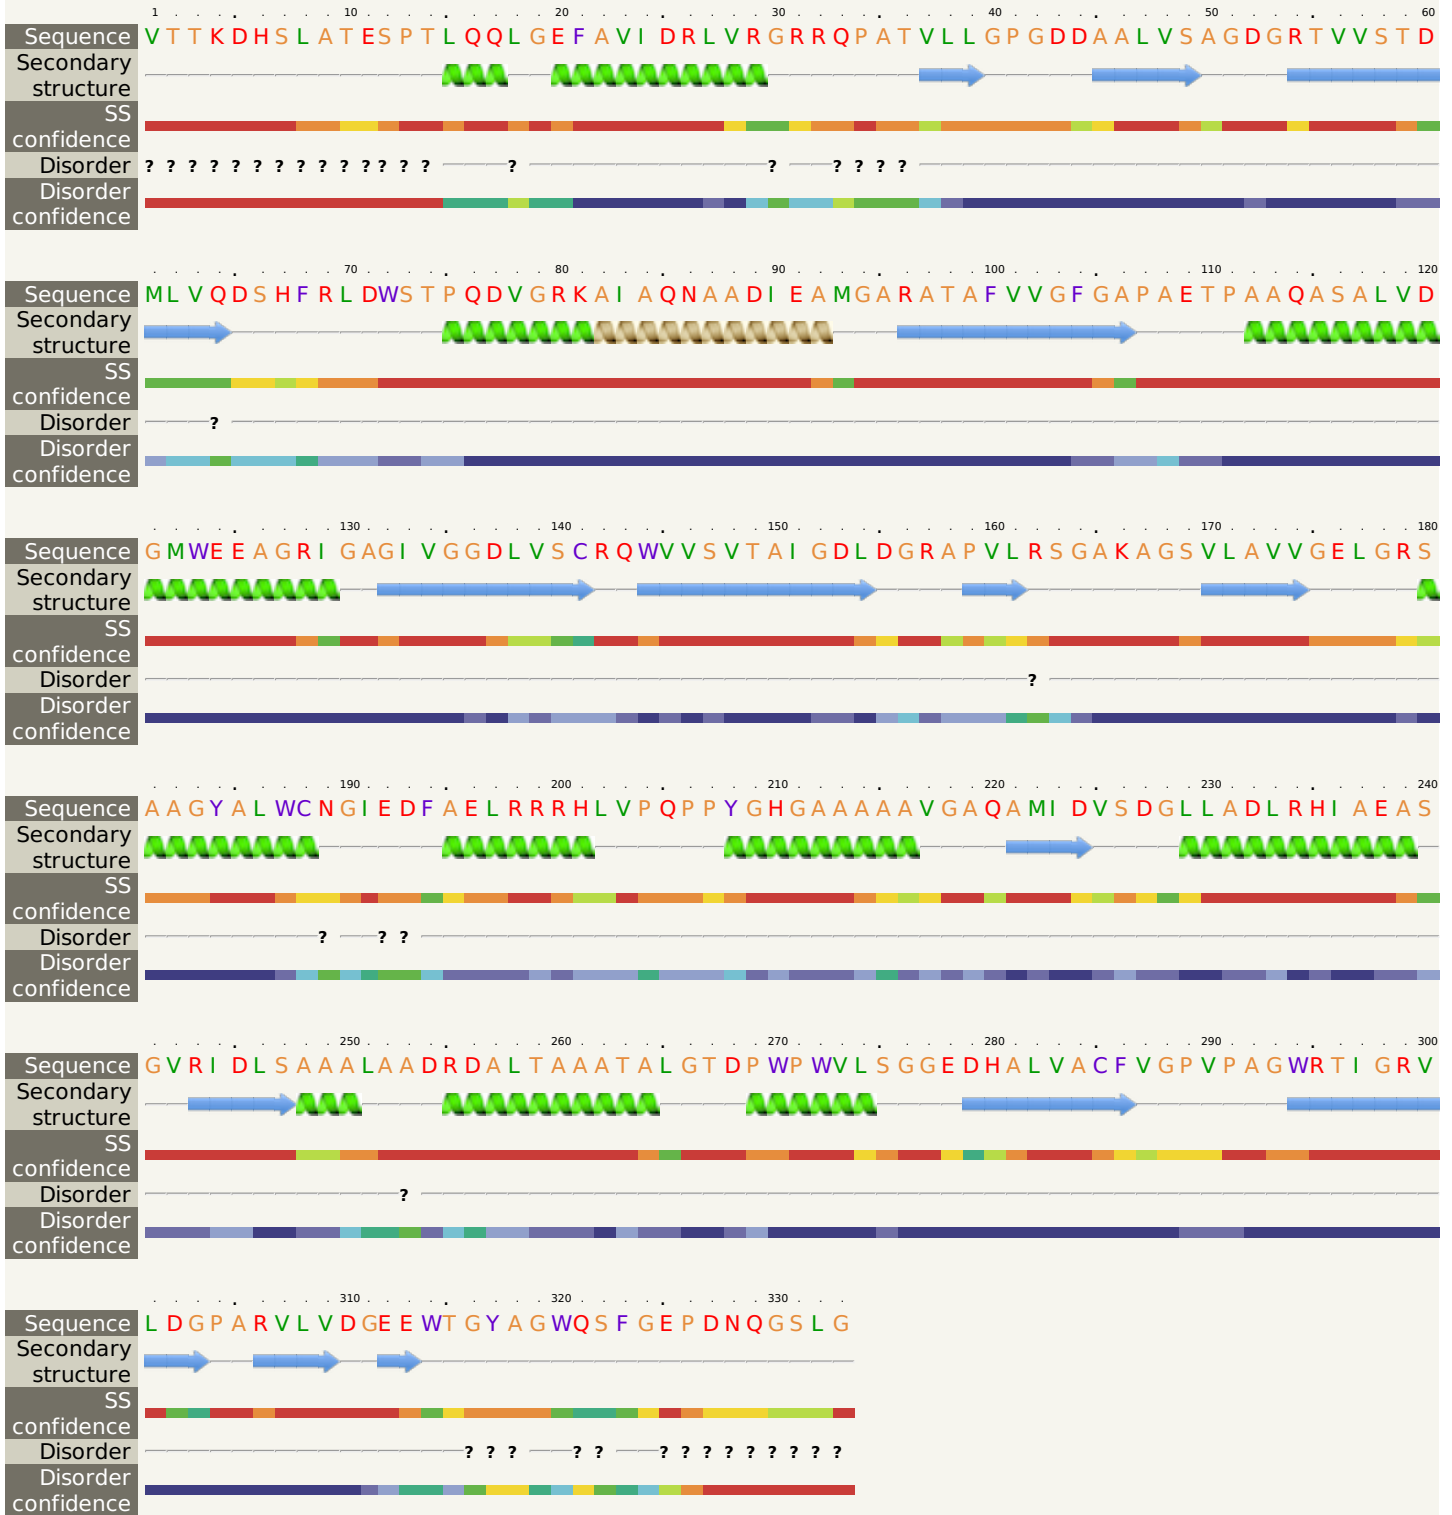 1 10 20 30 40 50 60
Sequence VTTKDHSLATESPTLQQLGEFAVIDRLVRGRRQPATVLLGPGDDAALVSAGDGRTVVSTD
Secondary
structure
SS
confidence
Disorder ? ? ? ? ? ? ? ? ? ? ? ? ? ? ? ? ? ? ? ?
Disorder
confidence
70 80 90 100 110 120
Sequence MLVQDSHFRLDWSTPQDVGRKAIAQNAADIEAMGARATAFVVGFGAPAETPAAQASALVD
Secondary
structure
SS
confidence
Disorder ?
Disorder
confidence
130 140 150 160 170 180
Sequence GMWEEAGRIGAGIVGGDLVSCRQWVVSVTAIGDLDGRAPVLRSGAKAGSVLAVVGELGRS
Secondary
structure
SS
confidence
Disorder ?
Disorder
confidence
190 200 210 220 230 240
Sequence AAGYALWCNGIEDFAELRRRHLVPQPPYGHGAAAAAVGAQAMIDVSDGLLADLRHIAEAS
Secondary
structure
SS
confidence
Disorder ? ? ?
Disorder
confidence
250 260 270 280 290 300
Sequence GVRIDLSAAALAADRDALTAAATALGTDPWPWVLSGGEDHALVACFVGPVPAGWRTIGRV
Secondary
structure
SS
confidence
Disorder ?
Disorder
confidence
310 320 330
Sequence LDGPARVLVDGEEWTGYAGWQSFGEPDNQGSLG
Secondary
structure
SS
confidence
Disorder ? ? ? ? ? ? ? ? ? ? ? ? ? ?
Disorder
confidence